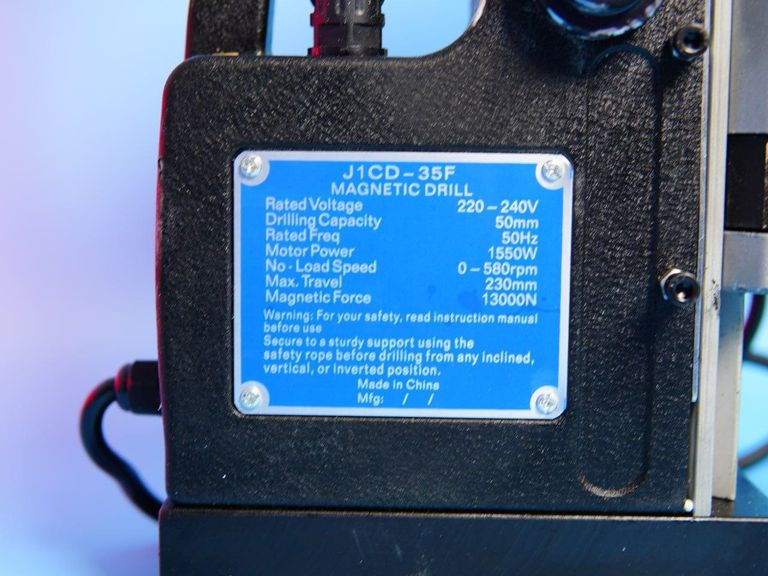 J1CD-35F
MAGNETIC DRILL
Rated Voltage 220-240V
Drilling Capacity 50mm
Rated Freq 50Hz
Motor Power 1550W
No-Load Speed 0-580rpm
Max. Travel 230mm
Magnetic Force 13000N
Warning: For your safety, read instruction manual
before use
Secure to a sturdy support using the
safety rope before drilling from any inclined,
vertical, or inverted position.
Made in China
Mfg: / /